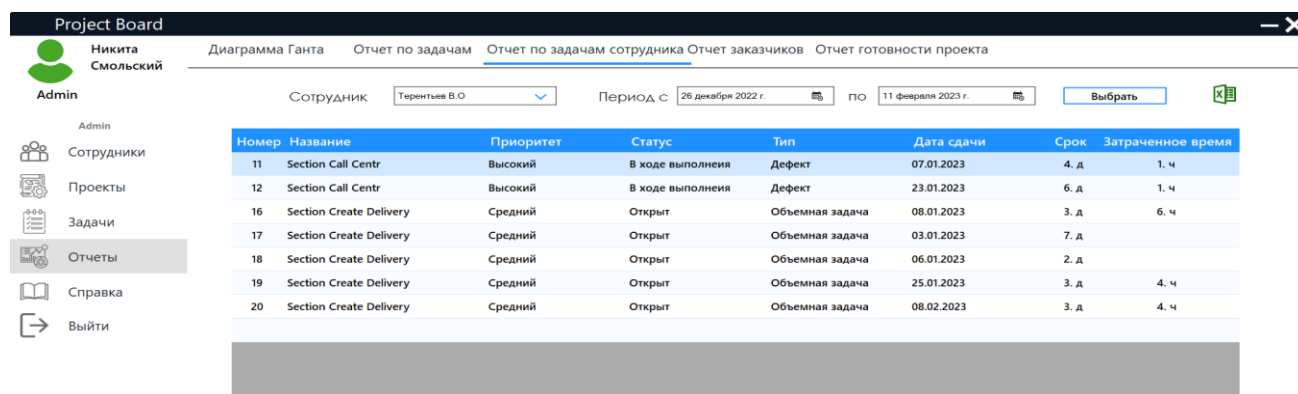 Project Board
Никита
Смольский
Admin
Admin
Сотрудники
Проекты
Задачи
Отчеты
Справка
Выйти
Диаграмма Ганта Отчет по задачам Отчет по задачам сотрудника Отчет заказчиков Отчет готовности проекта
Сотрудник Терентьев В.О Период с 26 декабря 2022 г. по 11 февраля 2023 г. Выбрать
Номер Название Приоритет Статус Тип Дата сдачи Срок Затраченное время
11 Section Call Centr Высокий В ходе выполнеия Дефект 07.01.2023 4. д 1. ч
12 Section Call Centr Высокий В ходе выполнеия Дефект 23.01.2023 6. д 1. ч
16 Section Create Delivery Средний Открыт Объемная задача 08.01.2023 3. д 6. ч
17 Section Create Delivery Средний Открыт Объемная задача 03.01.2023 7. д
18 Section Create Delivery Средний Открыт Объемная задача 06.01.2023 2. д
19 Section Create Delivery Средний Открыт Объемная задача 25.01.2023 3. д 4. ч
20 Section Create Delivery Средний Открыт Объемная задача 08.02.2023 3. д 4. ч